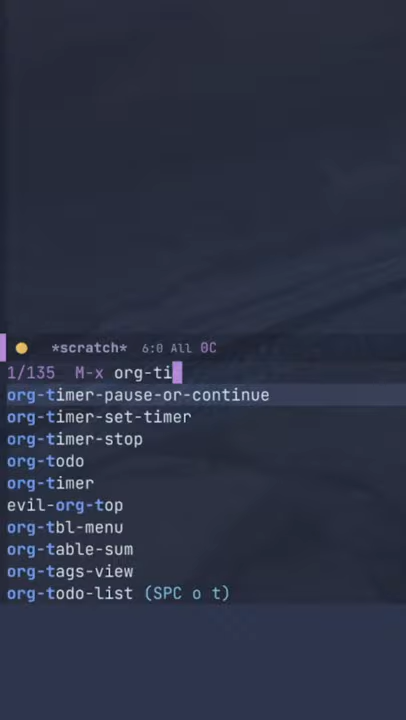 *scratch* 6:0 All 0C
1/135 M-x org-ti
org-timer-pause-or-continue
org-timer-set-timer
org-timer-stop
org-todo
org-timer
evil-org-top
org-tbl-menu
org-table-sum
org-tags-view
org-todo-list (SPC o t)